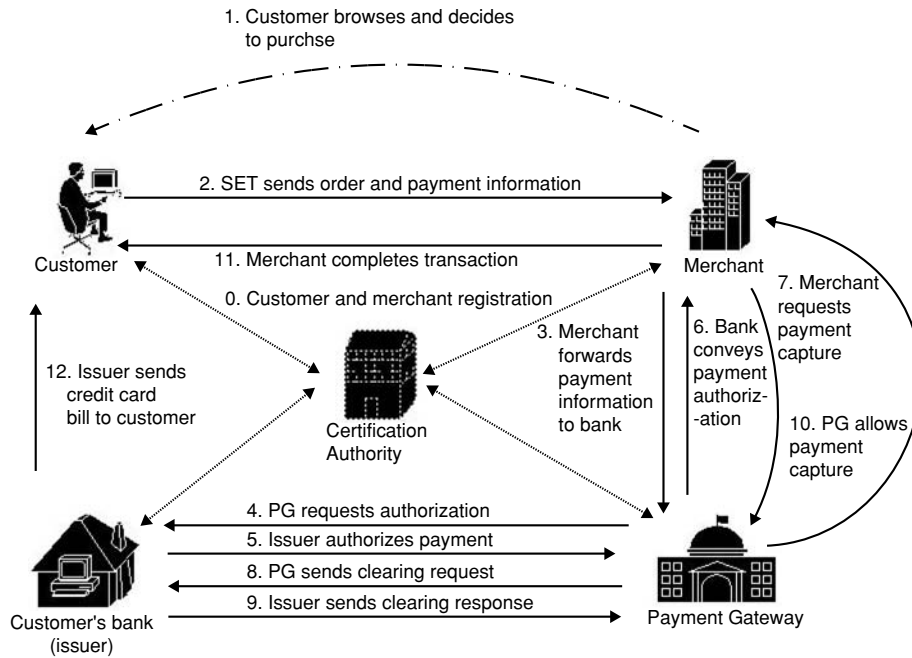 1. Customer browses and decides
to purchse
2. SET sends order and payment information
Customer
11. Merchant completes transaction
Merchant
0. Customer and merchant registration
7. Merchant
requests
payment
capture
3. Merchant
forwards
payment
information
to bank
6. Bank
conveys
payment
authoriz-
-ation
12. Issuer sends
credit card
bill to customer
Certification
Authority
10. PG allows
payment
capture
4. PG requests authorization
5. Issuer authorizes payment
8. PG sends clearing request
9. Issuer sends clearing response
Customer's bank
(issuer)
Payment Gateway